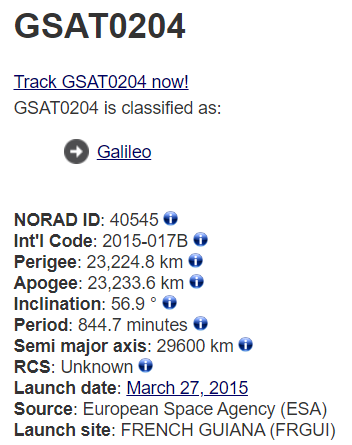 GSAT0204
Track GSAT0204 now!
GSAT0204 is classified as:
Galileo
NORAD ID: 40545
Int'l Code: 2015-017B
Perigee: 23,224.8 km
Apogee: 23,233.6 km
Inclination: 56.9 °
Period: 844.7 minutes
Semi major axis: 29600 km
RCS: Unknown
Launch date: March 27, 2015
Source: European Space Agency (ESA)
Launch site: FRENCH GUIANA (FRGUI)